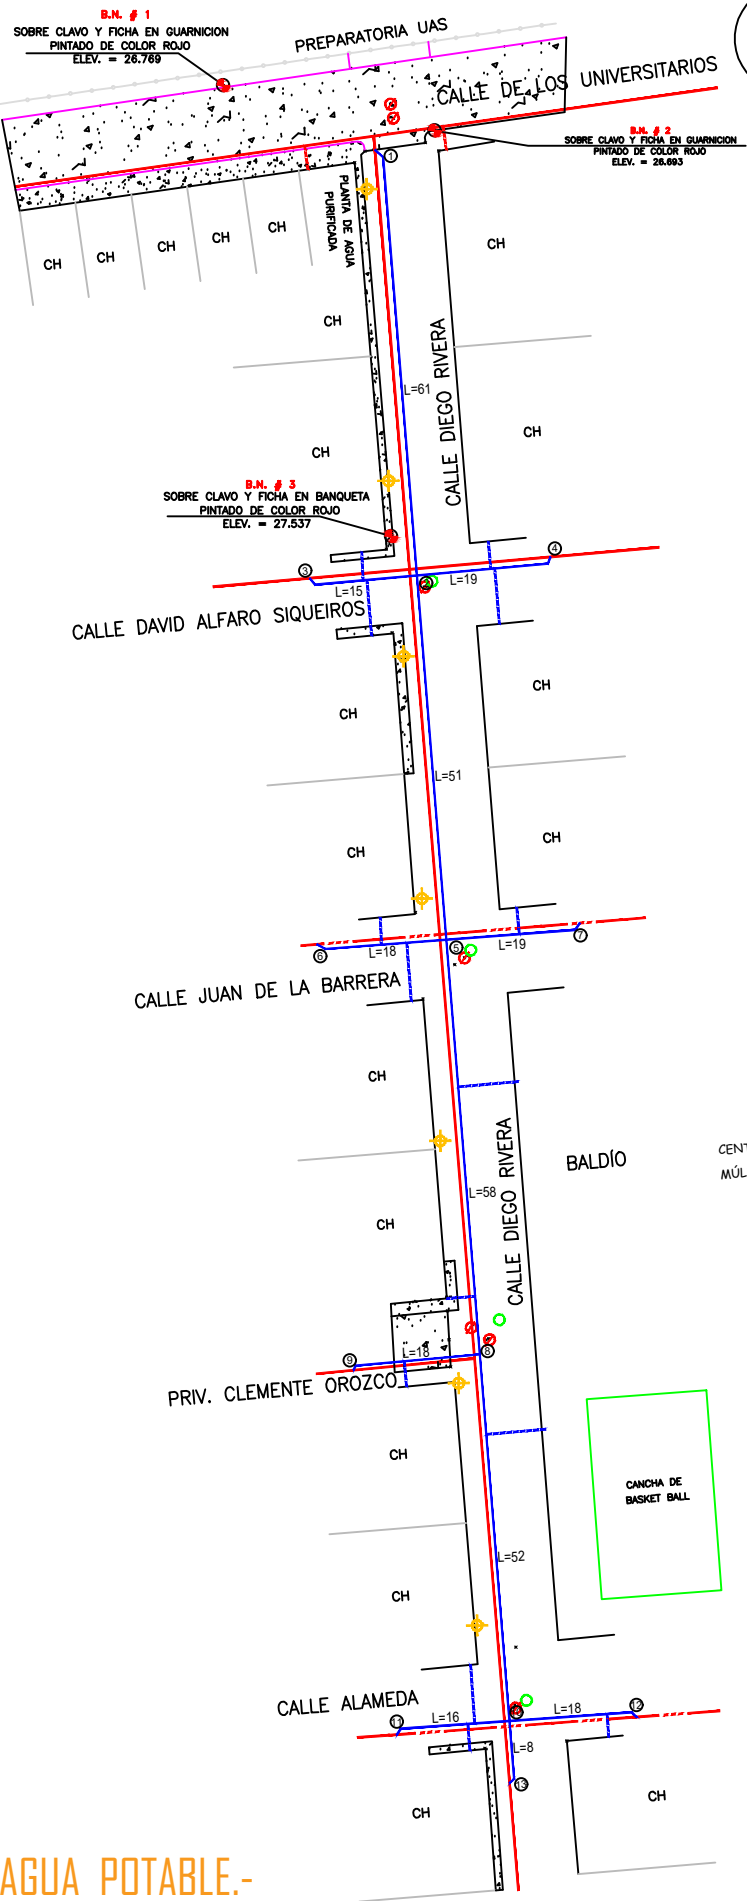 B.N. # 1
SOBRE CLAVO Y FICHA EN GUARNICION
PINTADO DE COLOR ROJO
ELEV. = 26.769
PREPARATORIA UAS
CALLE DE LOS UNIVERSITARIOS
B.N. # 2
SOBRE CLAVO Y FICHA EN GUARNICION
PINTADO DE COLOR ROJO
ELEV. = 26.693
1
PLANTA DE AGUA
PURIFICADA
CH
CH
CH
CH
CH
CH
CH
L=61
CALLE DIEGO RIVERA
CH
CH
B.N. # 3
SOBRE CLAVO Y FICHA EN BANQUETA
PINTADO DE COLOR ROJO
ELEV. = 27.537
3
4
L=15
2
L=19
CALLE DAVID ALFARO SIQUEIROS
CH
CH
L=51
CH
CH
6
L=18
5
L=19
7
CALLE JUAN DE LA BARRERA
CH
CALLE DIEGO RIVERA
BALDÍO
CENT
MÚL
L=58
CH
9
L=18
8
PRIV. CLEMENTE OROZCO
CH
CANCHA DE
BASKET BALL
L=52
CH
CALLE ALAMEDA
11
L=16
L=18
12
L=8
13
CH
CH
AGUA POTABLE.-